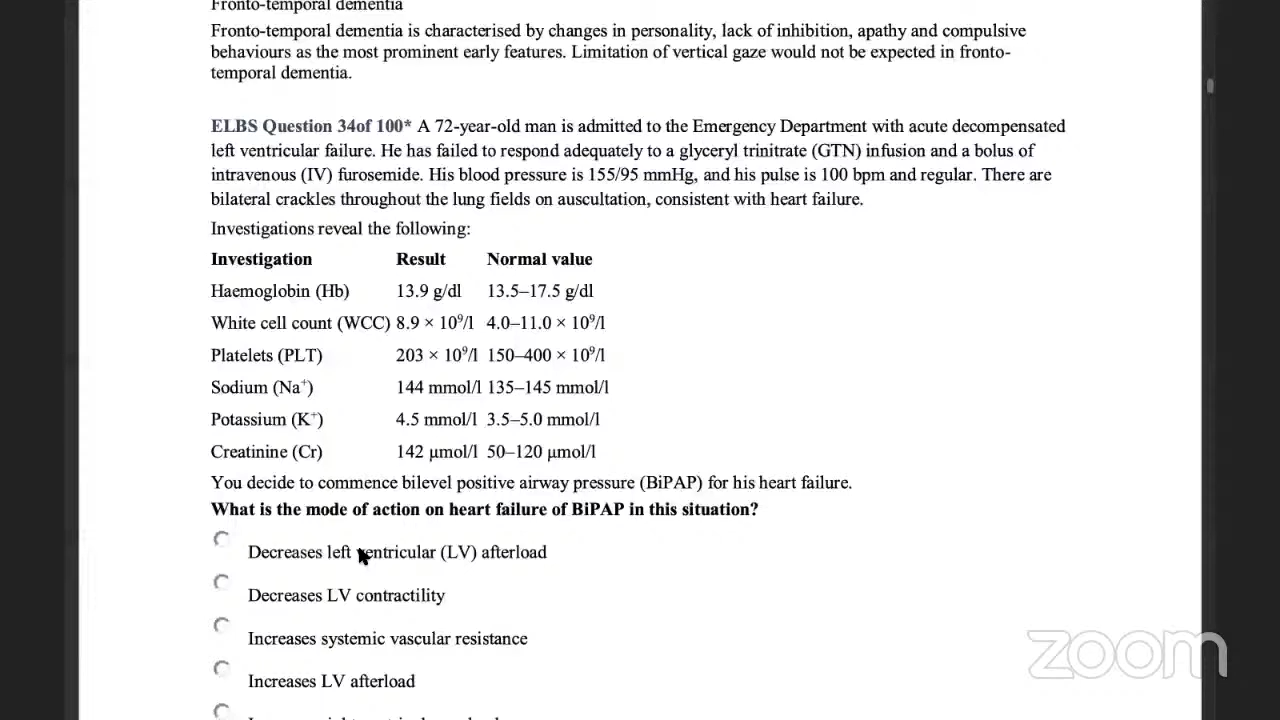 Fronto-temporal dementia
Fronto-temporal dementia is characterised by changes in personality, lack of inhibition, apathy and compulsive
behaviours as the most prominent early features. Limitation of vertical gaze would not be expected in fronto-
temporal dementia.
ELBS Question 34of 100* A 72-year-old man is admitted to the Emergency Department with acute decompensated
left ventricular failure. He has failed to respond adequately to a glyceryl trinitrate (GTN) infusion and a bolus of
intravenous (IV) furosemide. His blood pressure is 155/95 mmHg, and his pulse is 100 bpm and regular. There are
bilateral crackles throughout the lung fields on auscultation, consistent with heart failure.
Investigations reveal the following:
Investigation Result Normal value
Haemoglobin (Hb) 13.9 g/dl 13.5–17.5 g/dl
White cell count (WCC) 8.9 × 10⁹/l 4.0–11.0 × 10⁹/l
Platelets (PLT) 203 × 10⁹/l 150–400 × 10⁹/l
Sodium (Na⁺) 144 mmol/l 135–145 mmol/l
Potassium (K⁺) 4.5 mmol/l 3.5–5.0 mmol/l
Creatinine (Cr) 142 µmol/l 50–120 µmol/l
You decide to commence bilevel positive airway pressure (BiPAP) for his heart failure.
What is the mode of action on heart failure of BiPAP in this situation?
Decreases left ventricular (LV) afterload
Decreases LV contractility
Increases systemic vascular resistance
Increases LV afterload
zoom